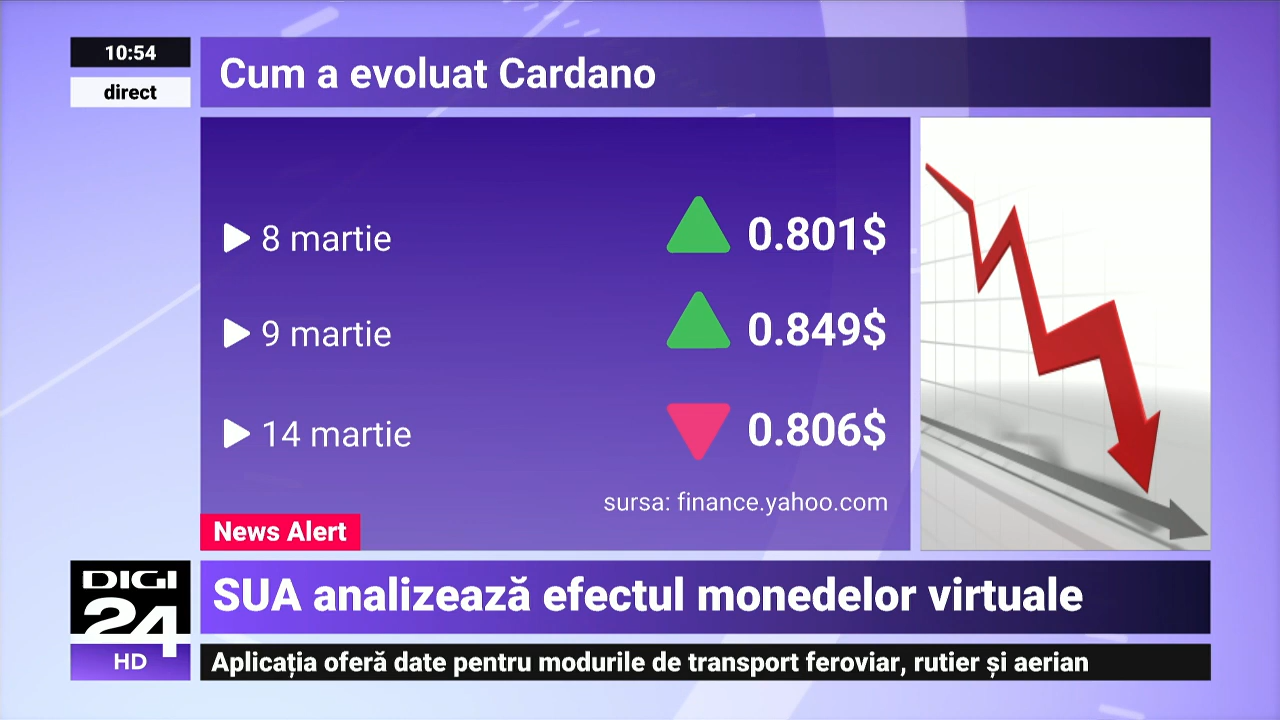 10:54
direct
Cum a evoluat Cardano
8 martie 0.801$
9 martie 0.849$
14 martie 0.806$
sursa: finance.yahoo.com
News Alert
DIGI
24
HD
SUA analizează efectul monedelor virtuale
Aplicația oferă date pentru modurile de transport feroviar, rutier și aerian